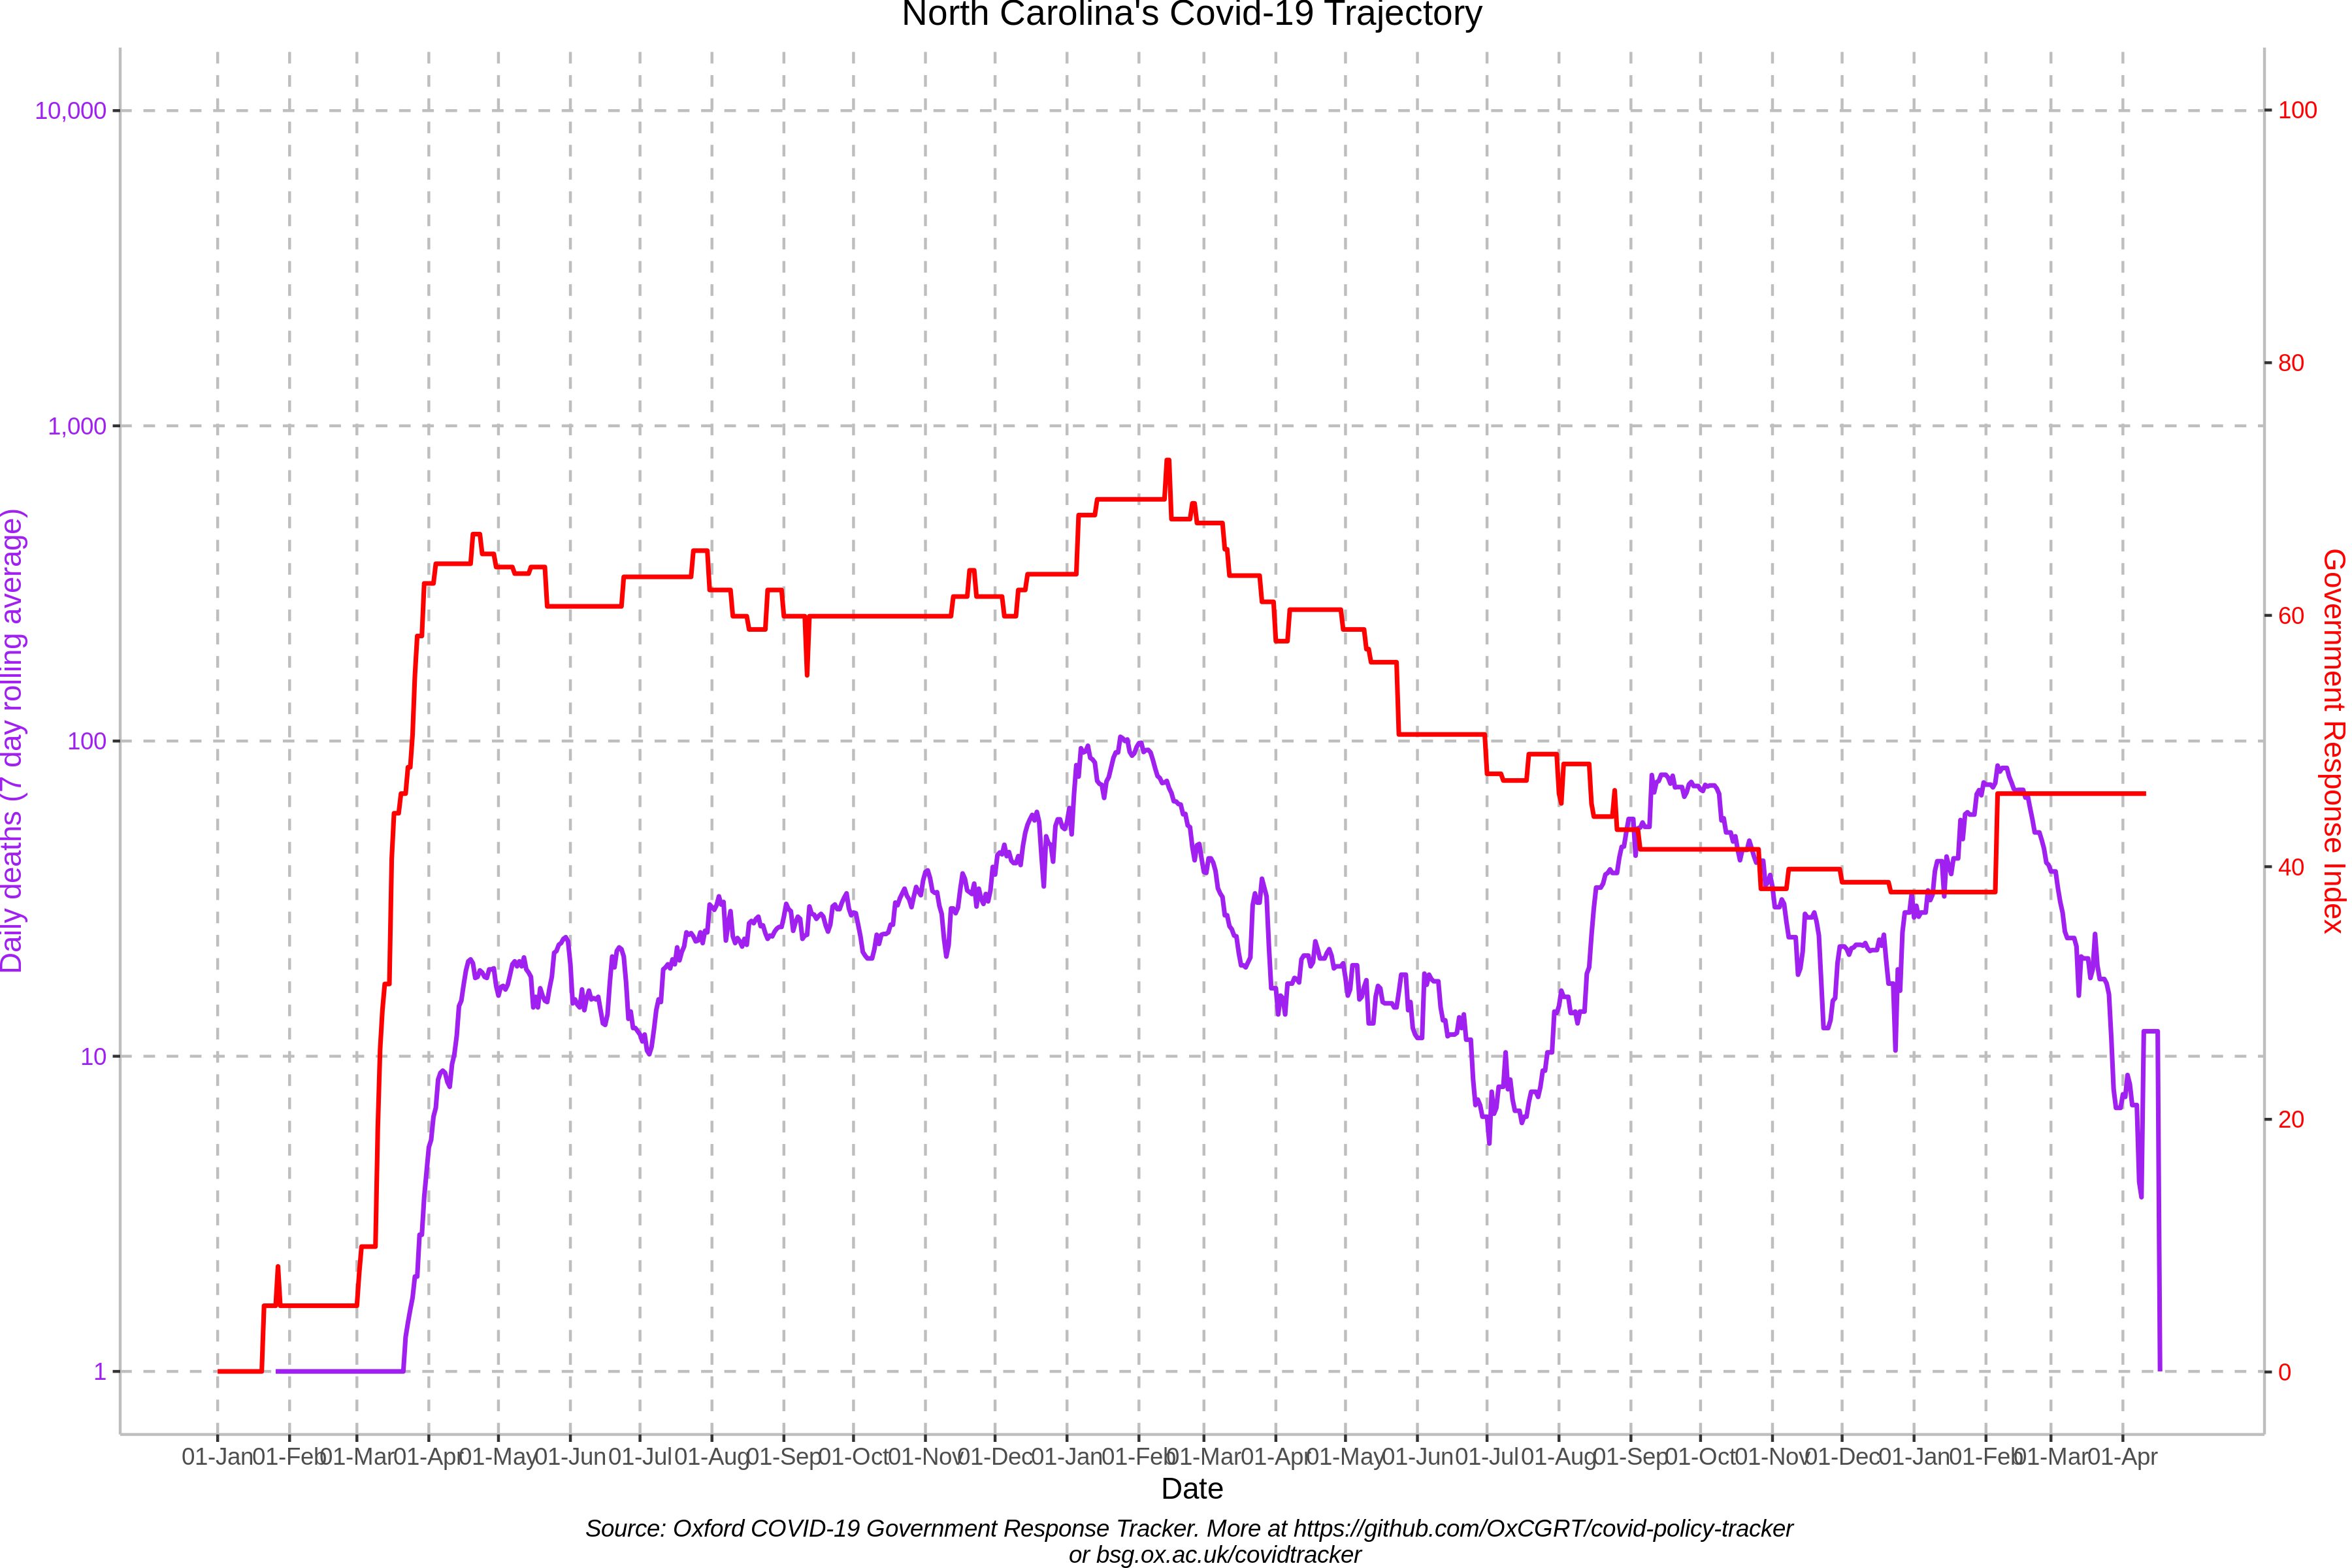 North Carolina's Covid-19 Trajectory
10,000
1,000
100
10
1
Daily deaths (7 day rolling average)
100
80
60
40
20
0
Government Response Index
01-Jan 01-Feb 01-Mar 01-Apr 01-May 01-Jun 01-Jul 01-Aug 01-Sep 01-Oct 01-Nov 01-Dec 01-Jan 01-Feb 01-Mar 01-Apr 01-May 01-Jun 01-Jul 01-Aug 01-Sep 01-Oct 01-Nov 01-Dec 01-Jan 01-Feb 01-Mar 01-Apr
Date
Source: Oxford COVID-19 Government Response Tracker. More at https://github.com/OxCGRT/covid-policy-tracker
or bsg.ox.ac.uk/covidtracker